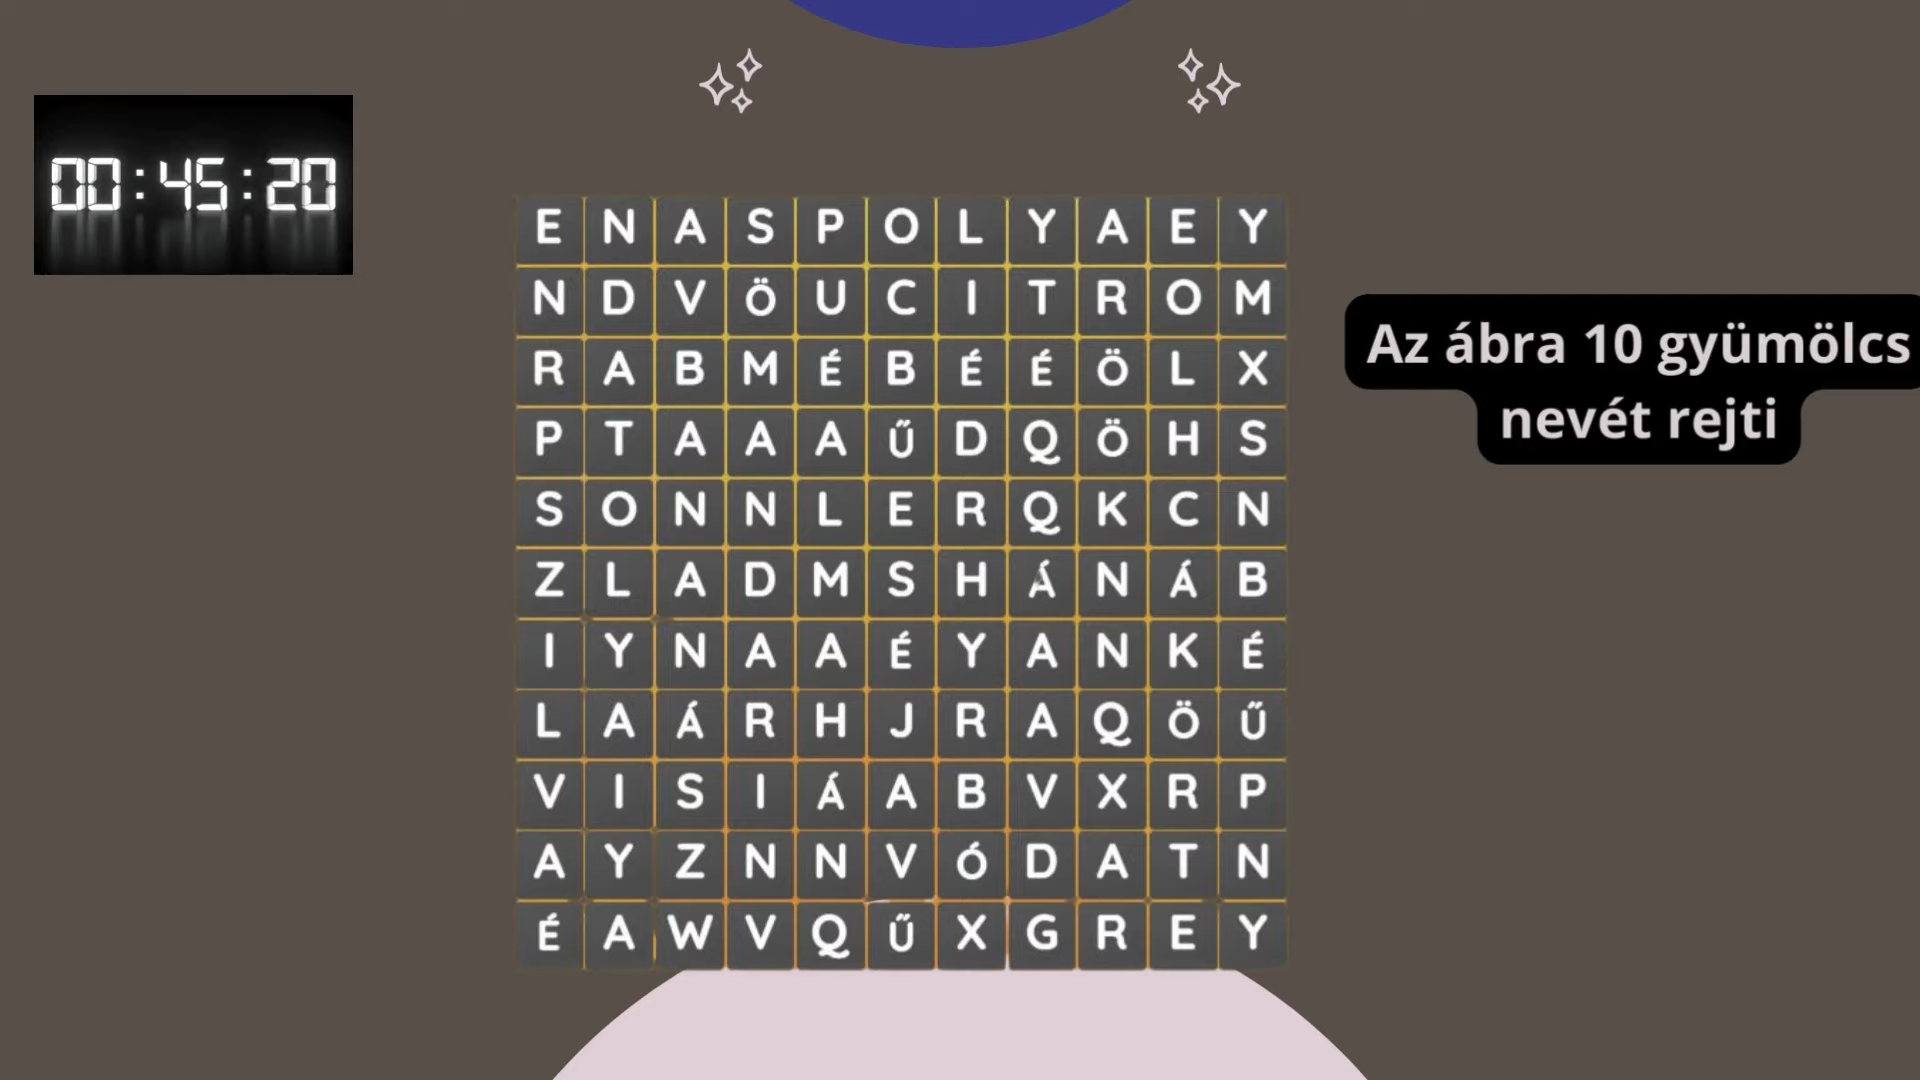 00:45:20
E N A S P O L Y A E Y
N D V Ö U C I T R O M
R A B M É B É É Ö L X
P T A A A Ű D Q Ö H S
S O N N L E R Q K C N
Z L A D M S H Á N Á B
I Y N A A É Y A N K É
L A Á R H J R A Q Ö Ű
V I S I Á A B V X R P
A Y Z N N V Ó D A T N
É A W V Q Ű X G R E Y
Az ábra 10 gyümölcs
nevét rejti